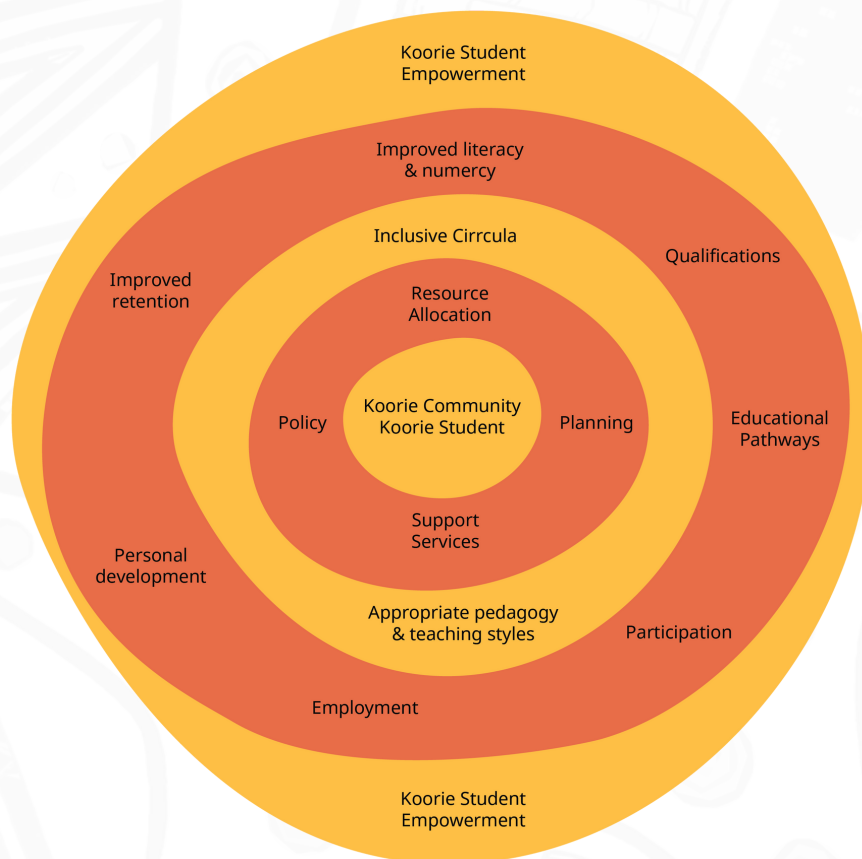 Koorie Student
Empowerment
Improved literacy
& numercy
Inclusive Cirrcula
Qualifications
Improved
retention
Resource
Allocation
Koorie Community
Koorie Student
Policy
Planning
Educational
Pathways
Support
Services
Personal
development
Appropriate pedagogy
& teaching styles
Participation
Employment
Koorie Student
Empowerment